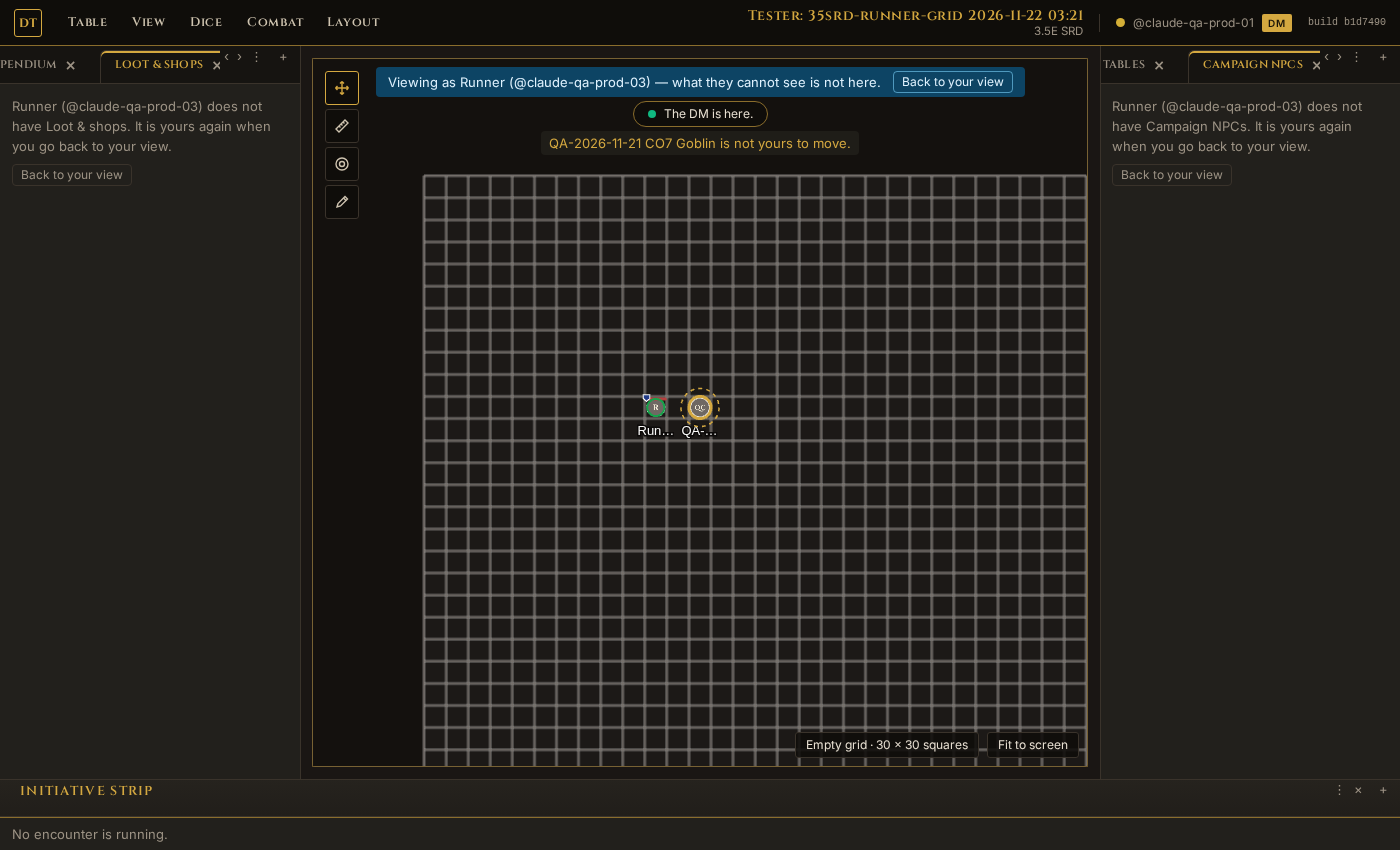 DT
TABLE VIEW DICE COMBAT LAYOUT
TESTER: 35SRD-RUNNER-GRID 2026-11-22 03:21
3.5E SRD
@claude-qa-prod-01 DM build b1d7490
PENDIUM × LOOT & SHOPS × ‹ › ⋮ +
TABLES × CAMPAIGN NPCS × ‹ › ⋮ +
Runner (@claude-qa-prod-03) does not
have Loot & shops. It is yours again when
you go back to your view.
Back to your view
Viewing as Runner (@claude-qa-prod-03) — what they cannot see is not here. Back to your view
The DM is here.
QA-2026-11-21 CO7 Goblin is not yours to move.
R QC
Run… QA-…
Empty grid · 30 × 30 squares Fit to screen
Runner (@claude-qa-prod-03) does not
have Campaign NPCs. It is yours again
when you go back to your view.
Back to your view
INITIATIVE STRIP ⋮ × +
No encounter is running.